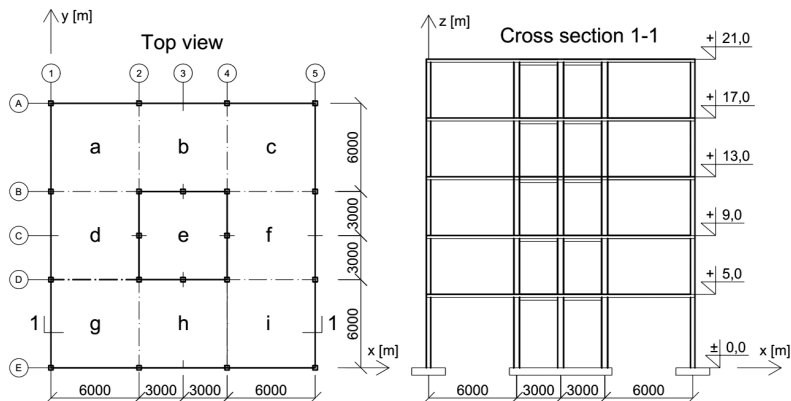 y [m]
Top view
1
2
3
4
5
A
a
b
c
6000
B
3000
C
d
e
f
3000
D
g
h
i
6000
1
1
x [m]
E
6000
3000
3000
6000
z [m]
Cross section 1-1
+ 21,0
+ 17,0
+ 13,0
+ 9,0
+ 5,0
± 0,0
x [m]
6000
3000
3000
6000